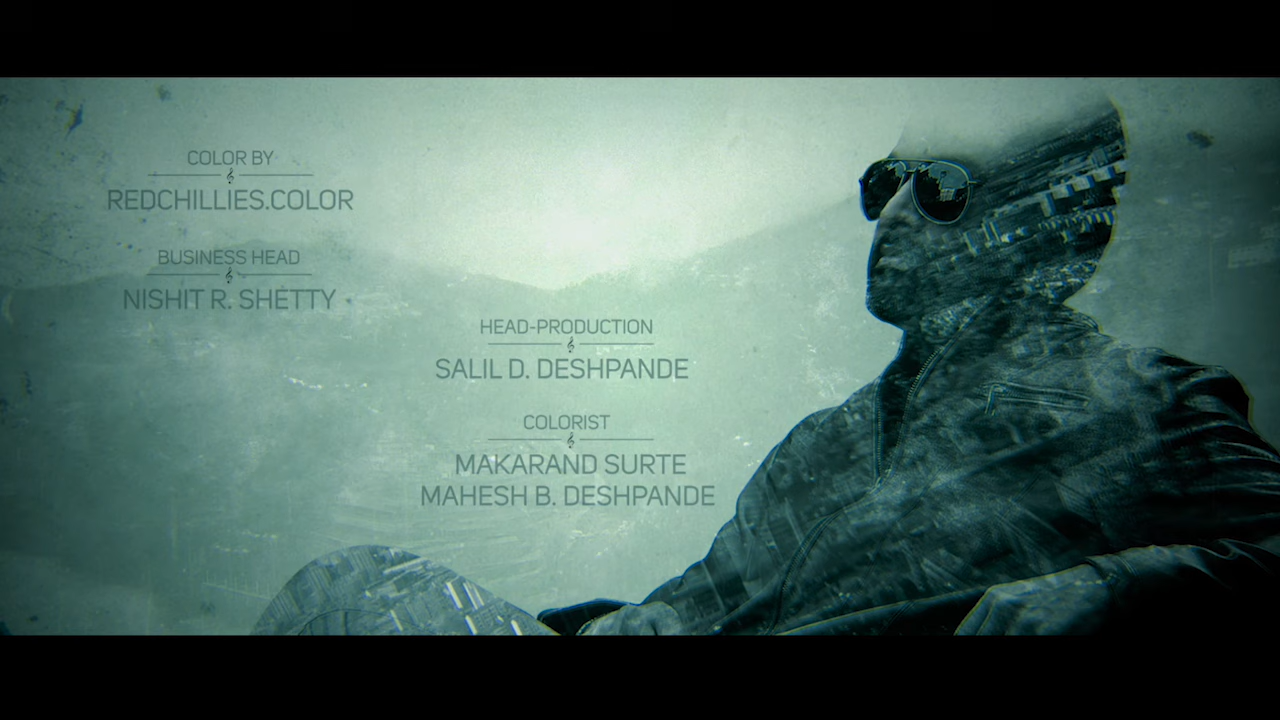 COLOR BY
REDCHILLIES.COLOR
BUSINESS HEAD
NISHIT R. SHETTY
HEAD-PRODUCTION
SALIL D. DESHPANDE
COLORIST
MAKARAND SURTE
MAHESH B. DESHPANDE